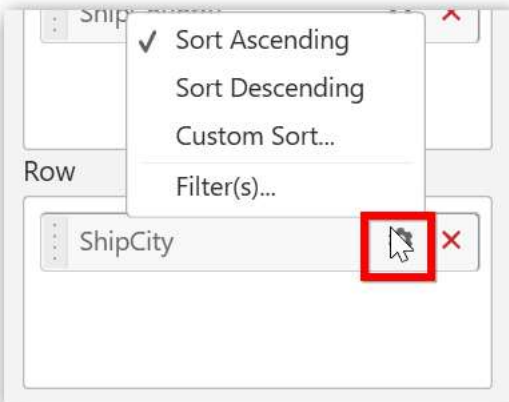 Sort Ascending
Sort Descending
Custom Sort...
Row
Filter(s)...
ShipCity